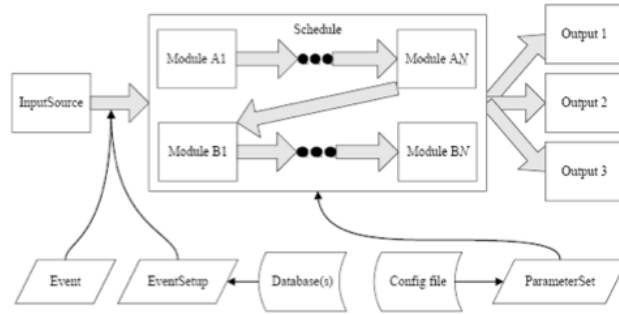 Schedule
Module A1
Module AN
InputSource
Module B1
Module BN
Output 1
Output 2
Output 3
Event
EventSetup
Database(s)
Config file
ParameterSet